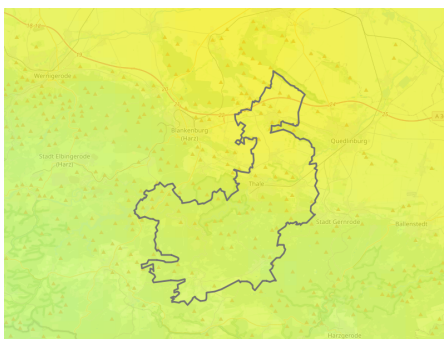 Wernigerode
Blankenburg
(Harz)
Quedlinburg
Stadt Elbingerode
(Harz)
Thale
Stadt Gernrode
Ballenstedt
Harzgerode